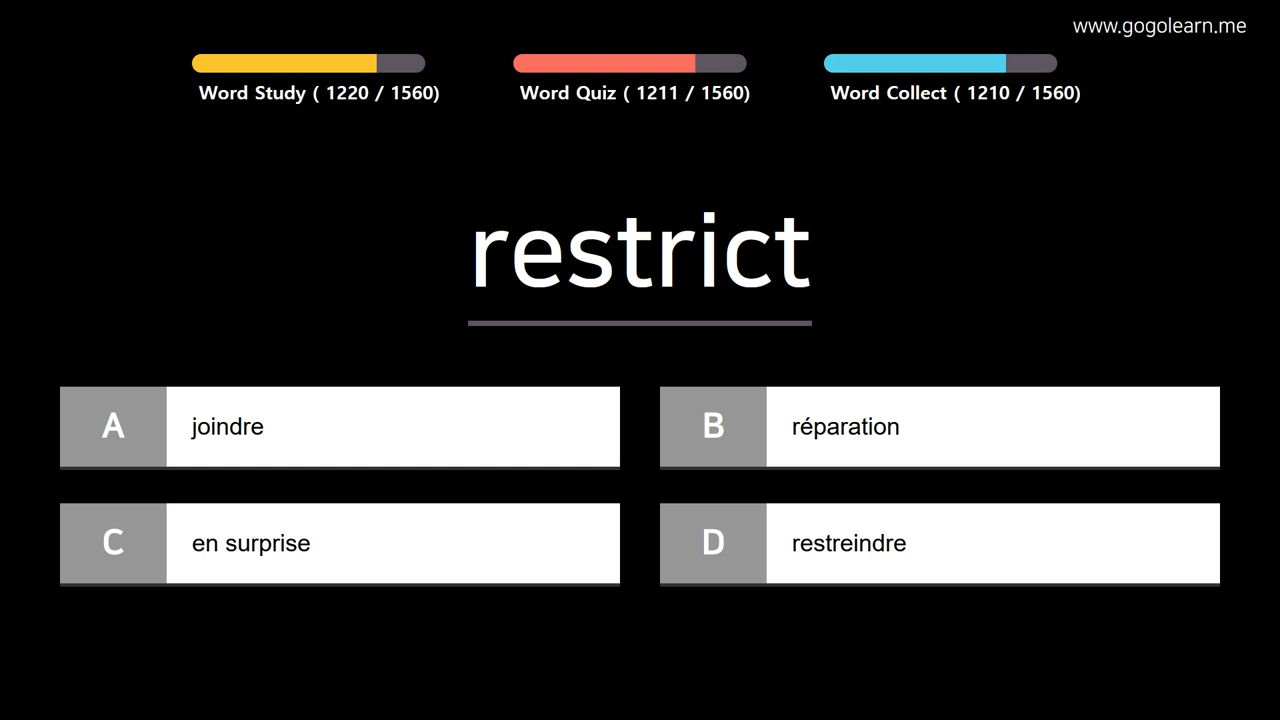 www.gogolearn.me
Word Study ( 1220 / 1560)
Word Quiz ( 1211 / 1560)
Word Collect ( 1210 / 1560)
restrict
A joindre
B réparation
C en surprise
D restreindre